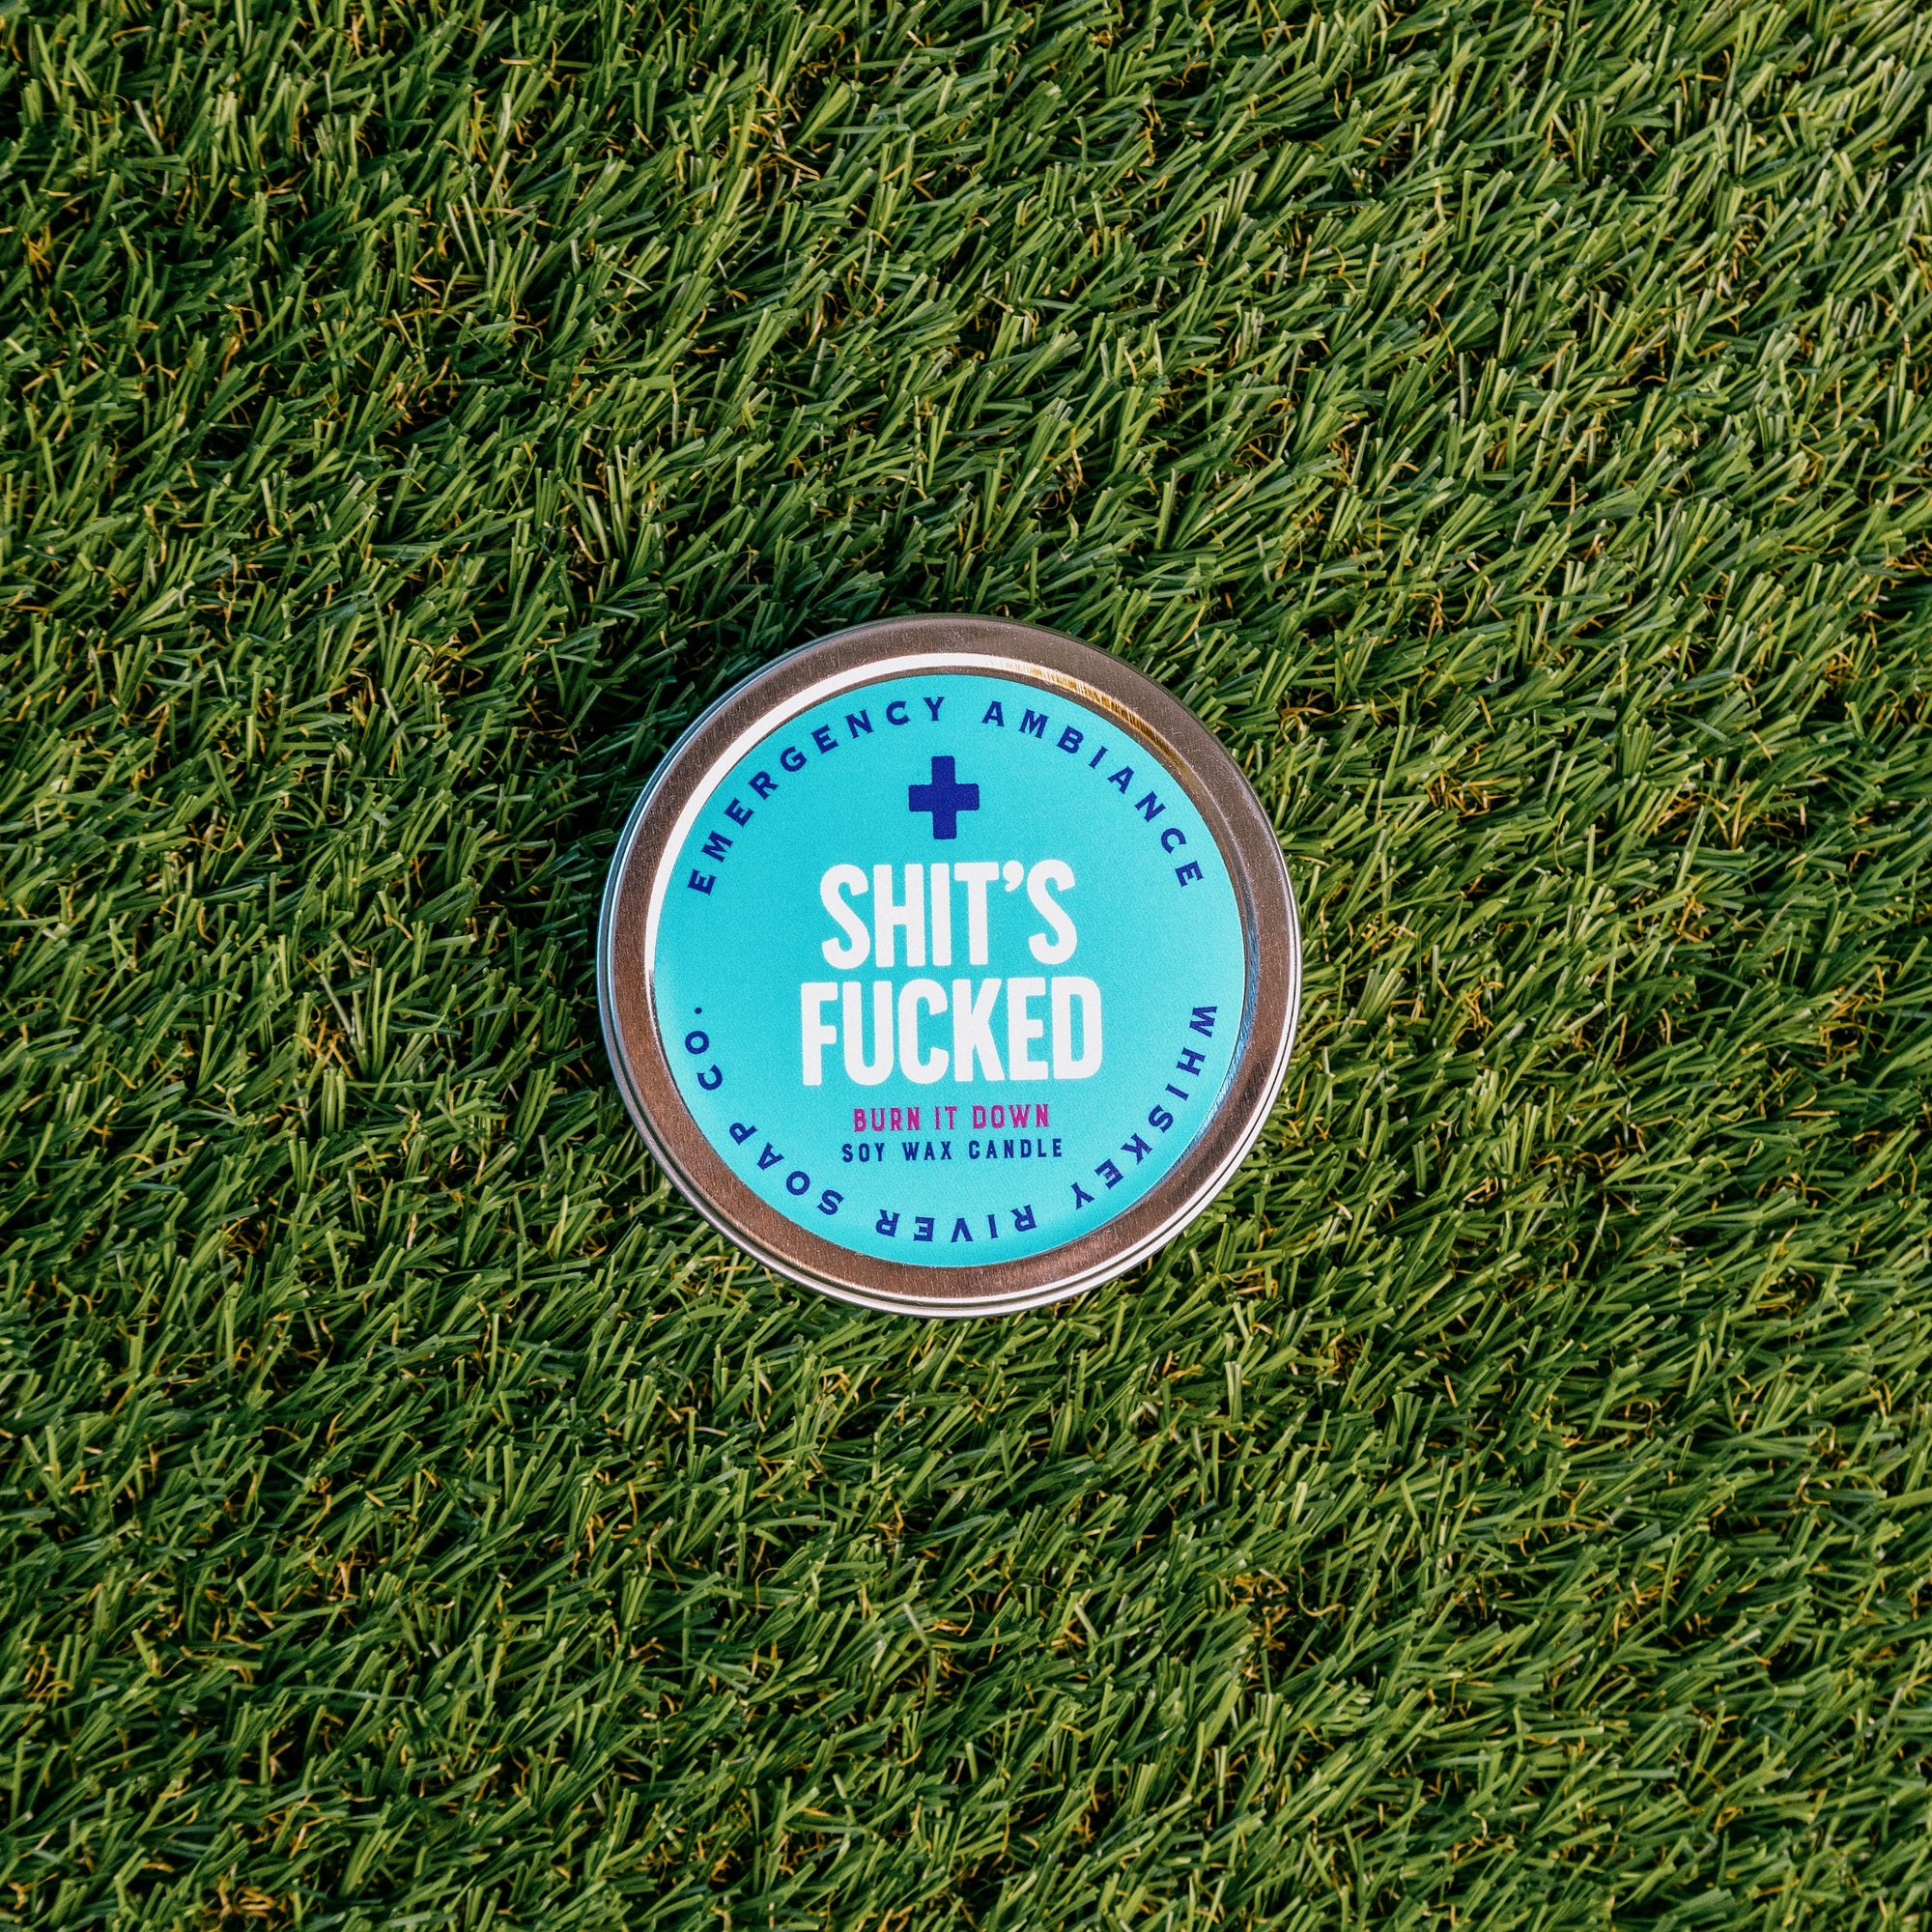 EMERGENCY AMBIANCE
SHIT'S
FUCKED
BURN IT DOWN
SOY WAX CANDLE
WHISKEY RIVER SOAP CO.